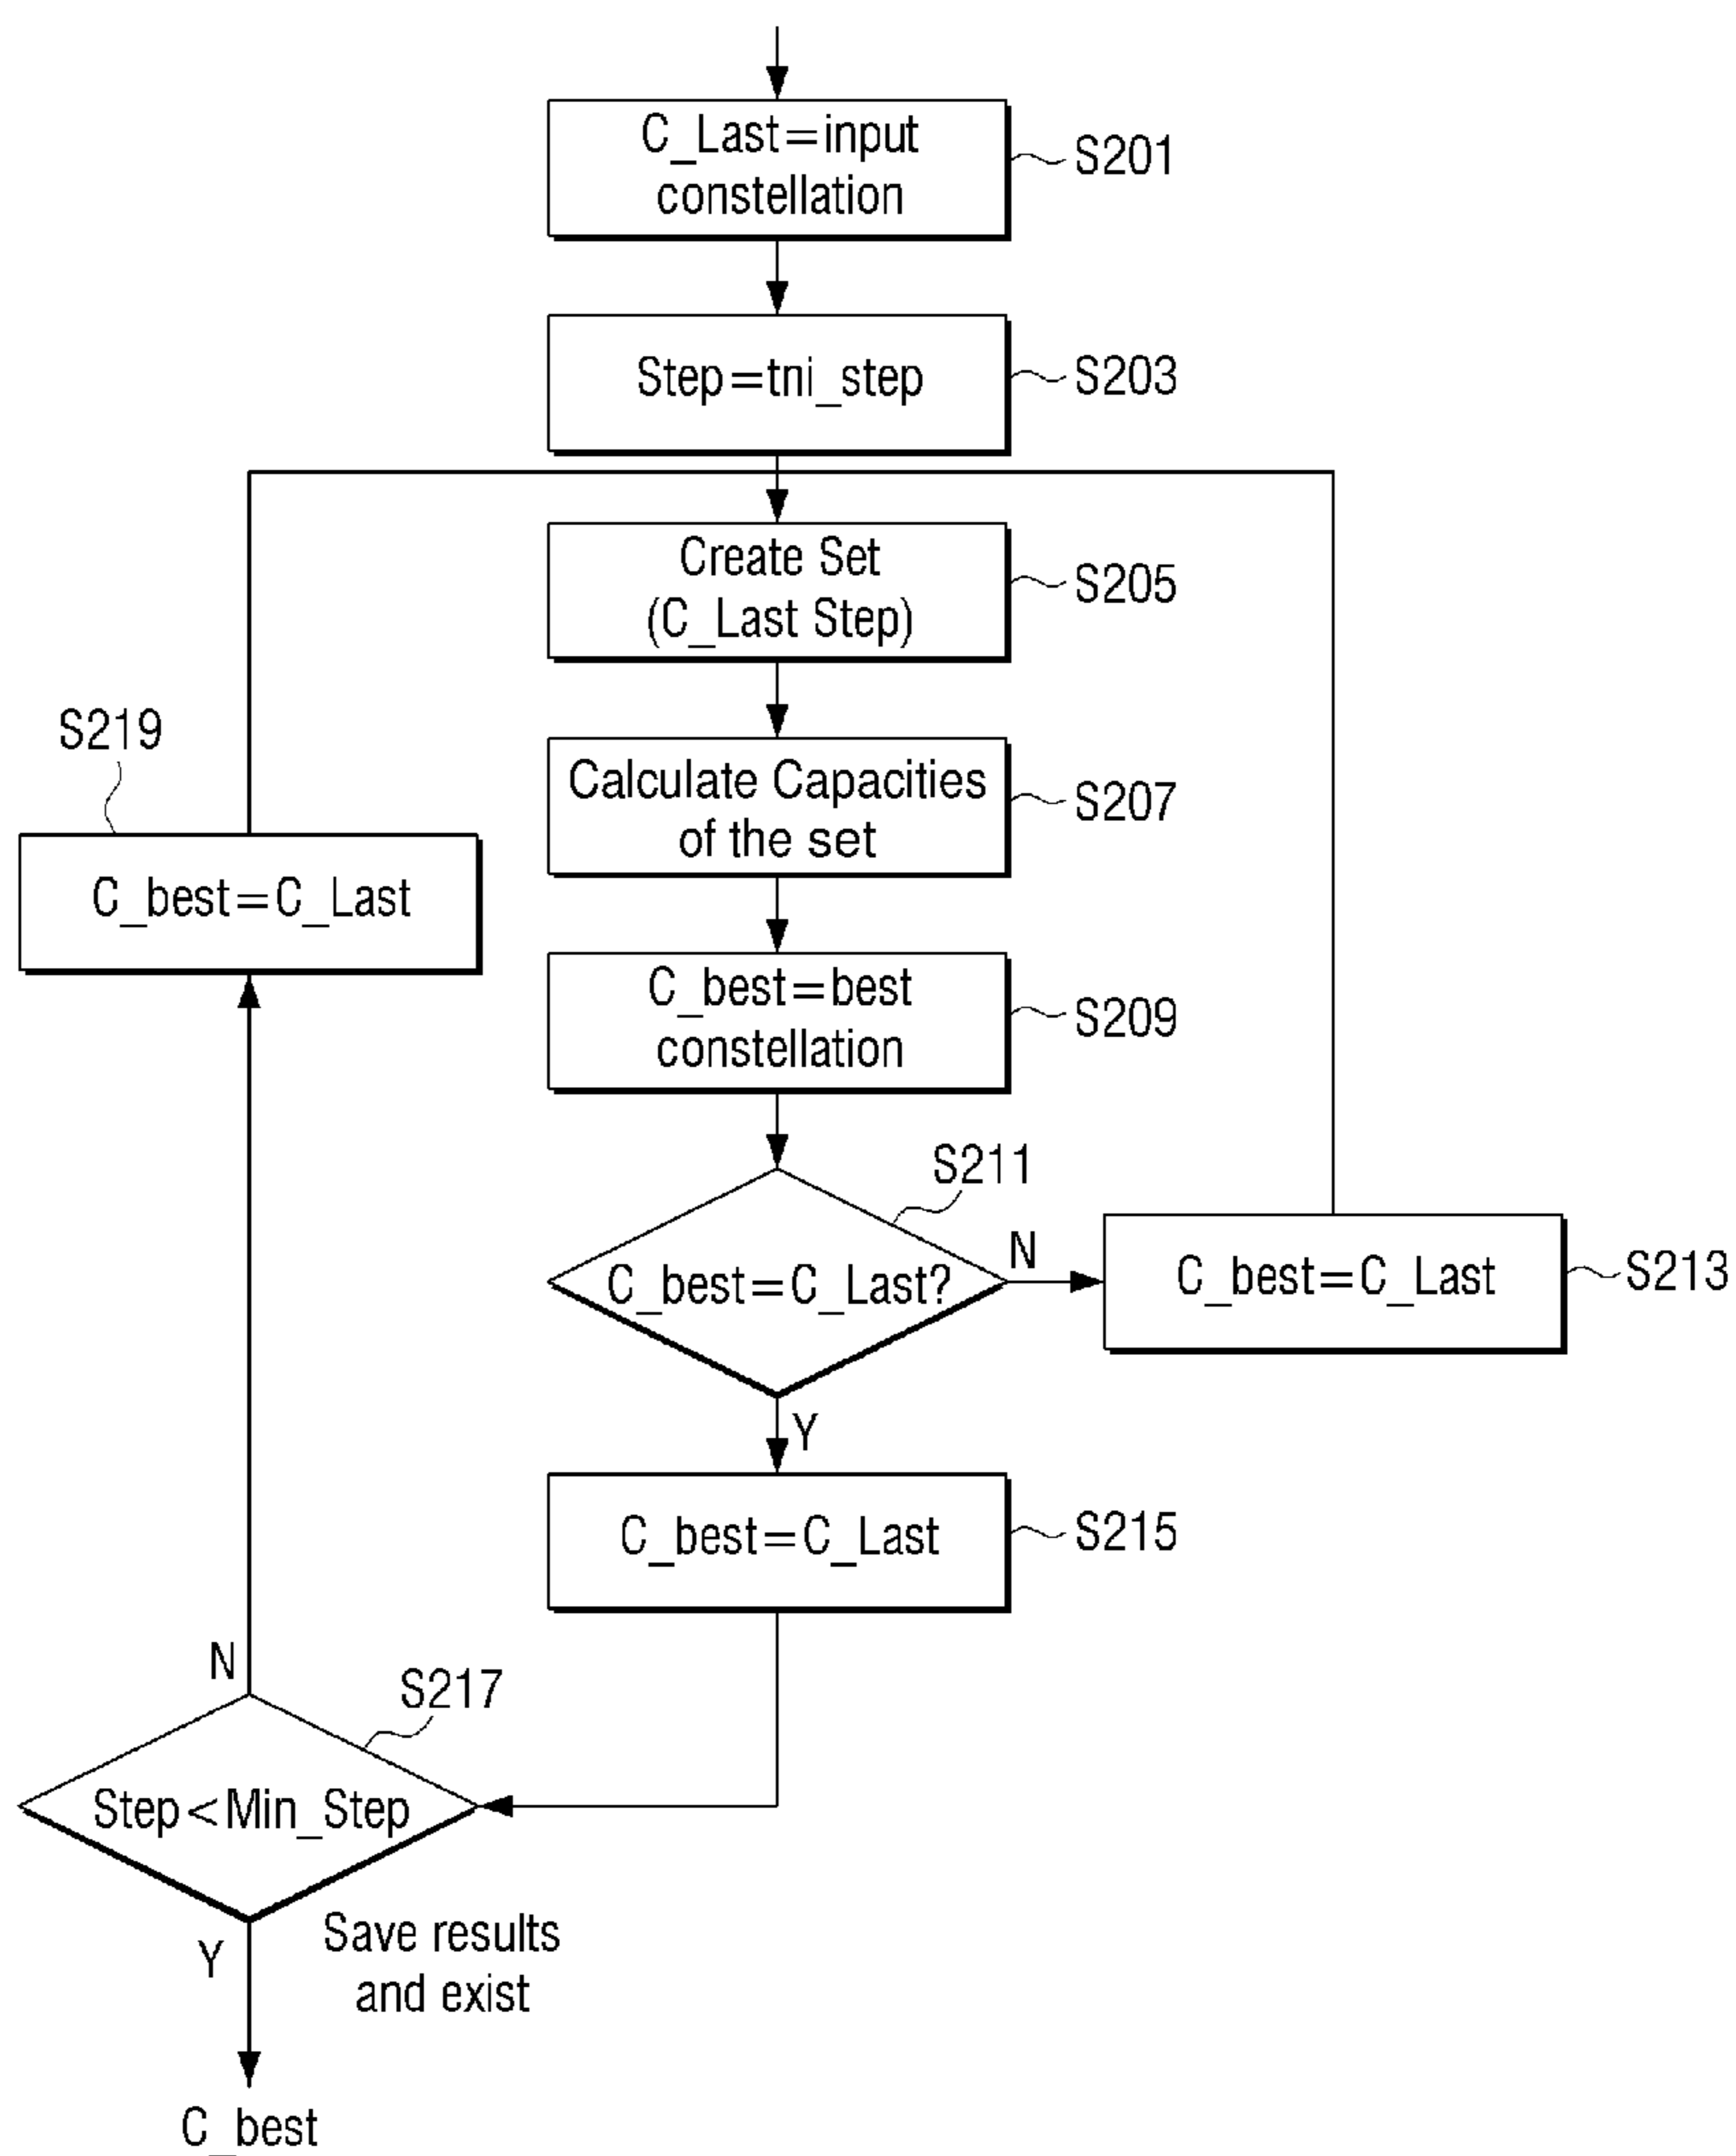 C_Last=input
constellation
S201
Step=tni_step
S203
Create Set
(C_Last Step)
S205
S219
Calculate Capacities
of the set
S207
C_best=C_Last
C_best=best
constellation
S209
S211
C_best=C_Last?
N
C_best=C_Last
S213
Y
C_best=C_Last
S215
N
S217
Step<Min_Step
Y
Save results
and exist
C_best